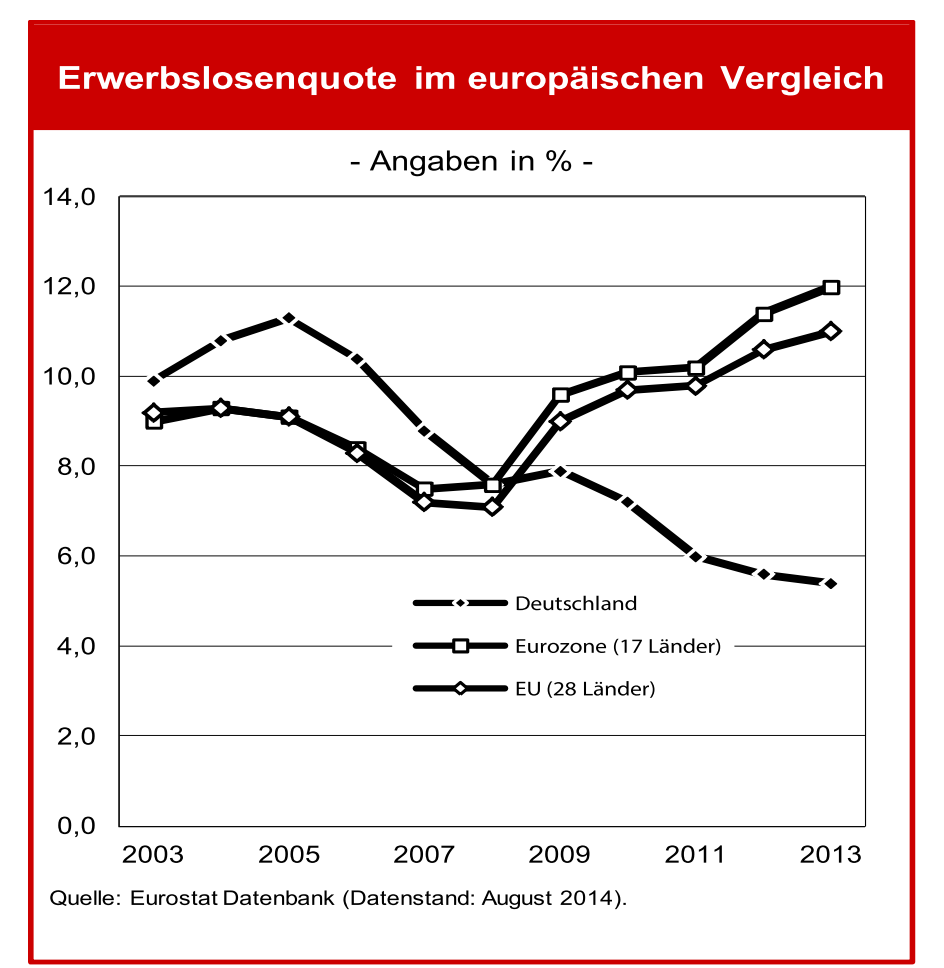 Erwerbslosenquote im europäischen Vergleich
- Angaben in % -
14,0
12,0
10,0
8,0
6,0
4,0
2,0
0,0
Deutschland
Eurozone (17 Länder)
EU (28 Länder)
2003 2005 2007 2009 2011 2013
Quelle: Eurostat Datenbank (Datenstand: August 2014).